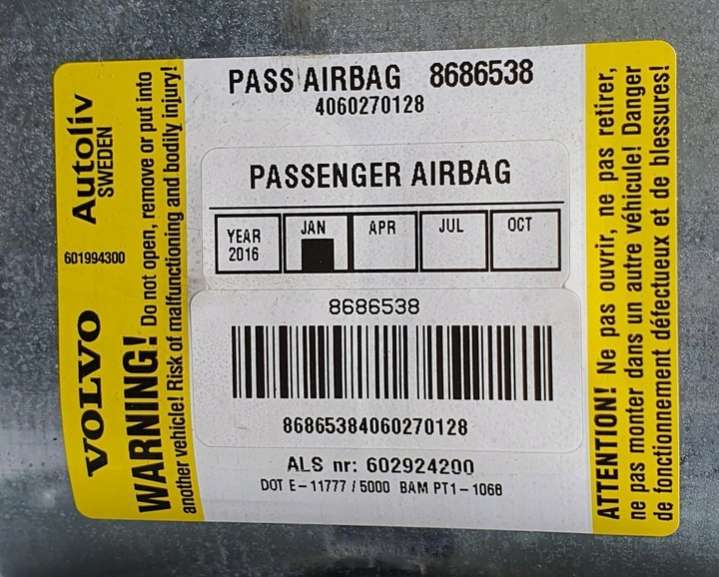 VOLVO
601994300
Autoliv
SWEDEN
WARNING! Do not open, remove or put into
another vehicle! Risk of malfunctioning and bodily injury!
PASS AIRBAG 8686538
4060270128
PASSENGER AIRBAG
YEAR 2016
JAN
APR
JUL
OCT
8686538
86865384060270128
ALS nr: 602924200
DOT E-11777 / 5000 BAM PT1-1068
ATTENTION! Ne pas ouvrir, ne pas retirer,
ne pas monter dans un autre véhicule! Danger
de fonctionnement défectueux et de blessures!